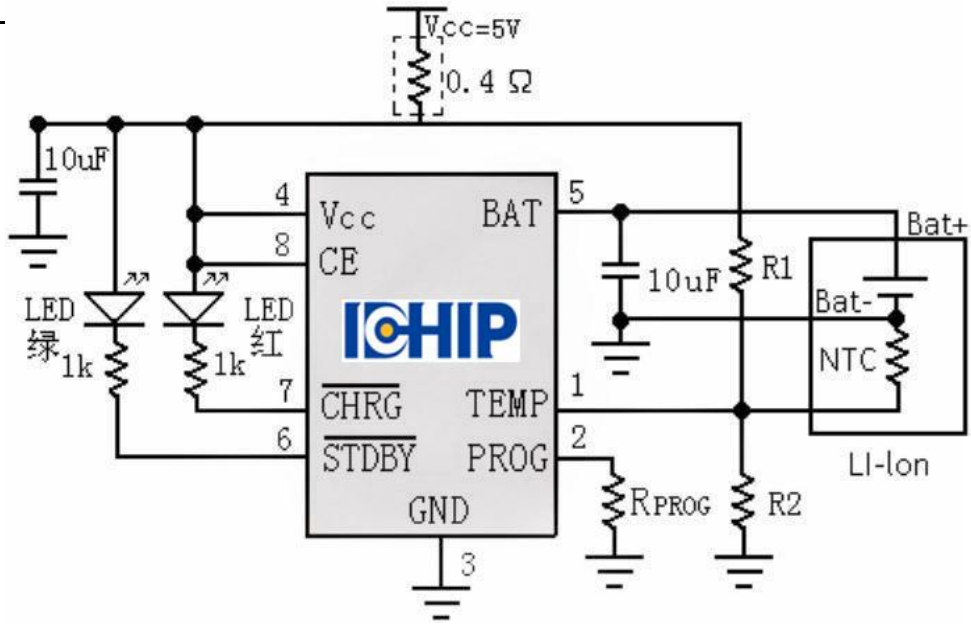 Vcc=5V
0.4 Ω
10uF
4
Vcc
BAT
5
8
CE
Bat+
LED
绿
1k
LED
红
1k
ICHIP
10uF
R1
Bat-
NTC
7
CHRG
TEMP
1
6
STDBY
PROG
2
LI-lon
GND
RPROG
R2
3